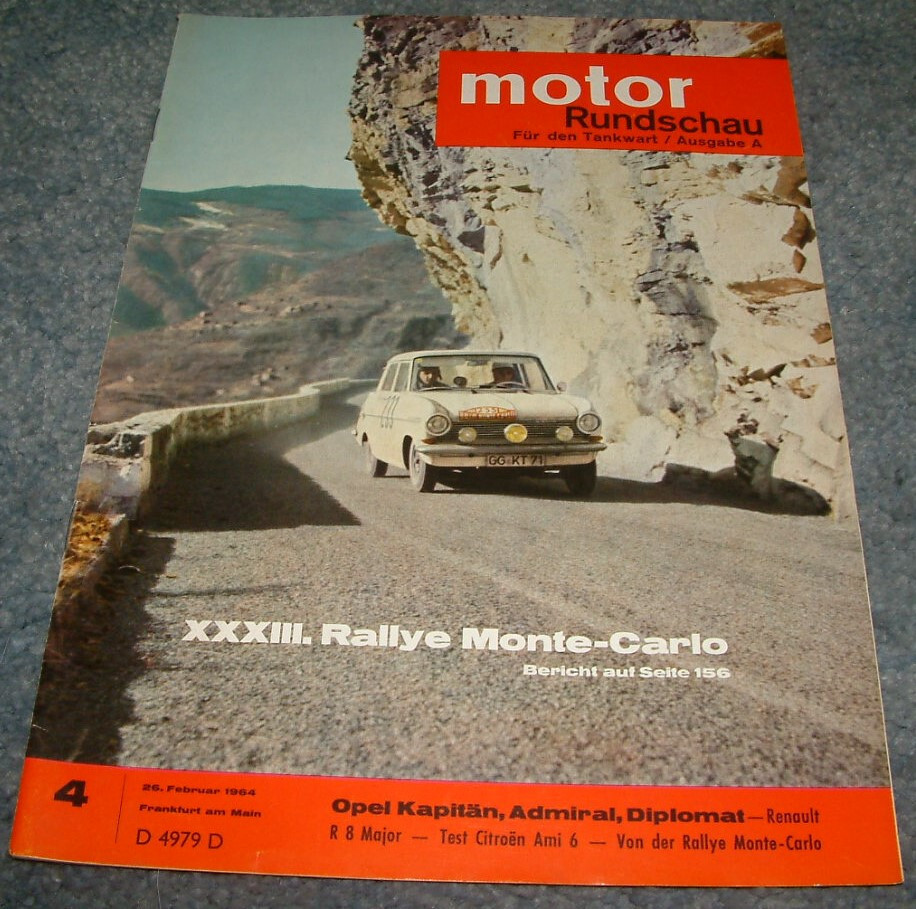 motor
Rundschau
Für den Tankwart / Ausgabe A
233
GG-KT 71
XXXIII. Rallye Monte-Carlo
Bericht auf Seite 156
4
26. Februar 1964
Frankfurt am Main
D 4979 D
Opel Kapitän, Admiral, Diplomat — Renault
R 8 Major — Test Citroën Ami 6 — Von der Rallye Monte-Carlo